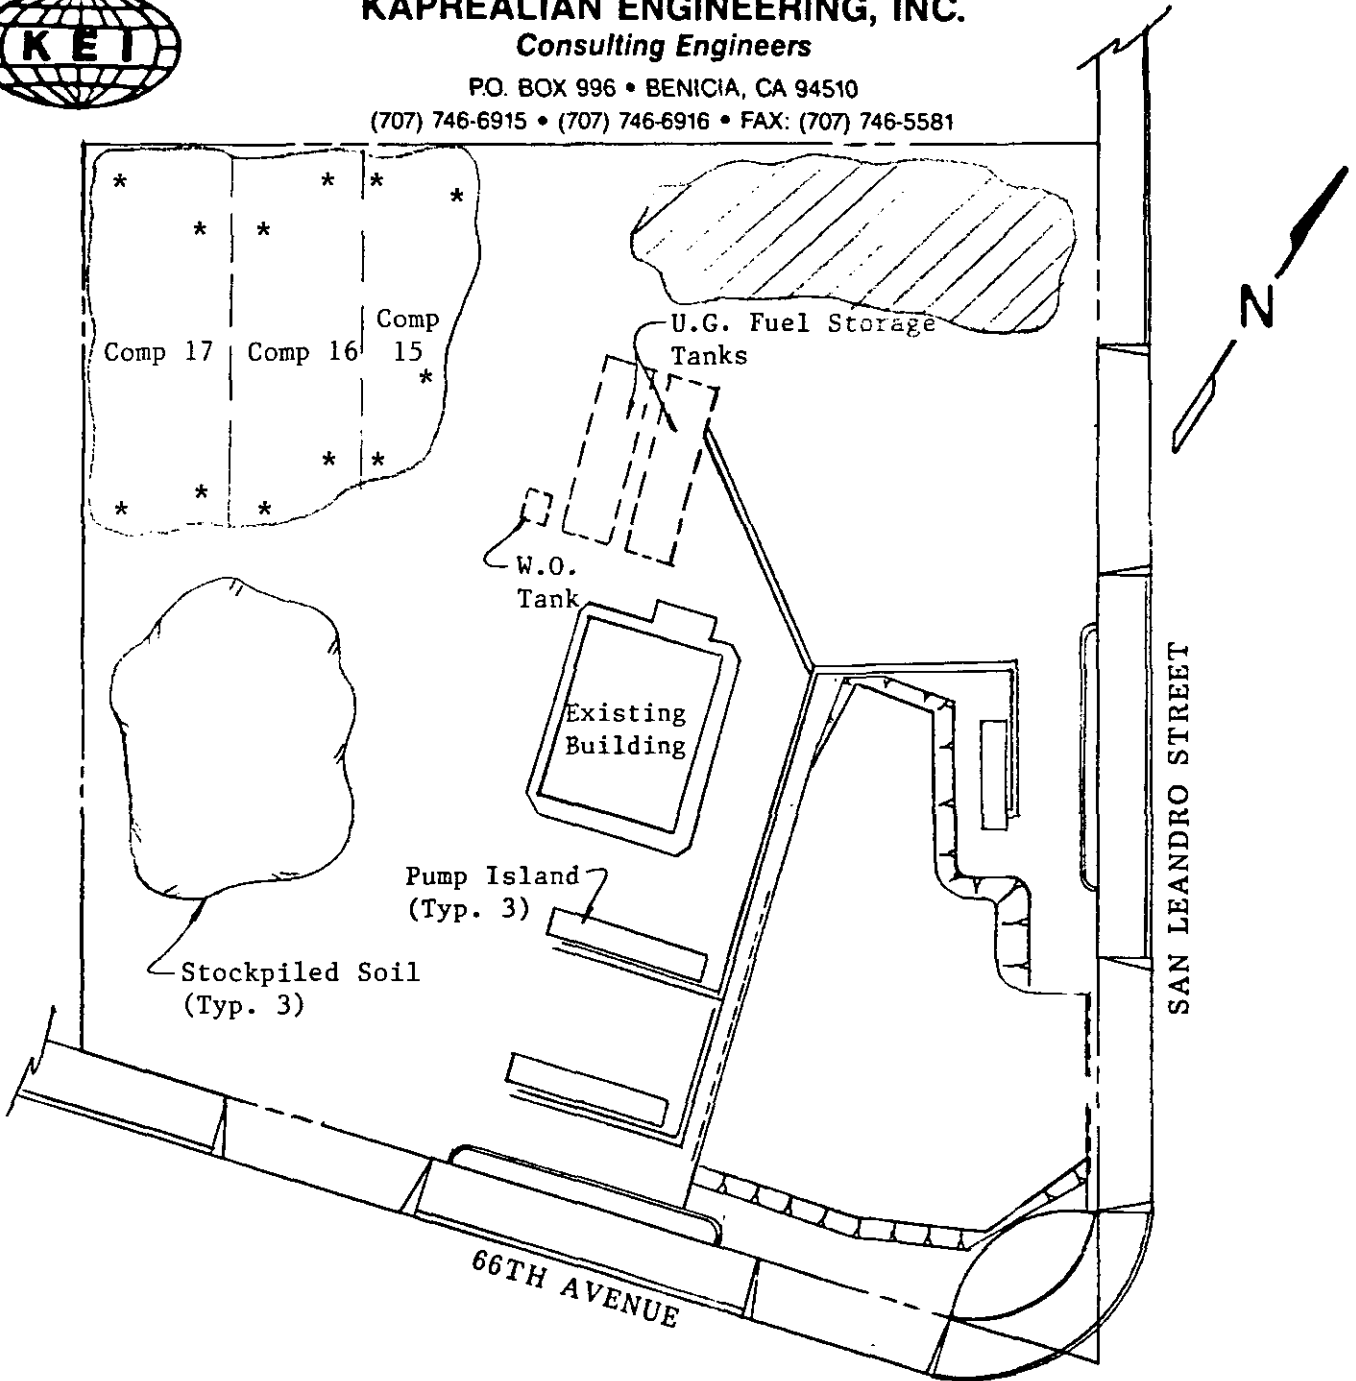 KAPREALIAN ENGINEERING, INC.
KEI
Consulting Engineers
P.O. BOX 996 • BENICIA, CA 94510
(707) 746-6915 • (707) 746-6916 • FAX: (707) 746-5581
* * * *
* *
N
Comp 17
Comp 16
Comp
15
*
* *
* * *
U.G. Fuel Storage
Tanks
W.O.
Tank
Existing
Building
Pump Island
(Typ. 3)
Stockpiled Soil
(Typ. 3)
SAN LEANDRO STREET
66TH AVENUE